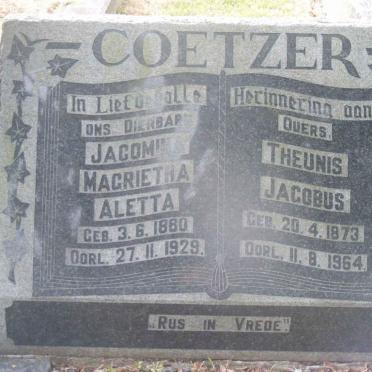 COETZER
In Liefdevolle Herinnering aan
ons Dierbare Ouers.
JACOMINA
MAGRIETHA
ALETTA
GEB. 3.6.1880
OORL. 27.11.1929.
THEUNIS
JACOBUS
GEB. 20.4.1873
OORL. 11.8.1964.
"RUS IN VREDE."